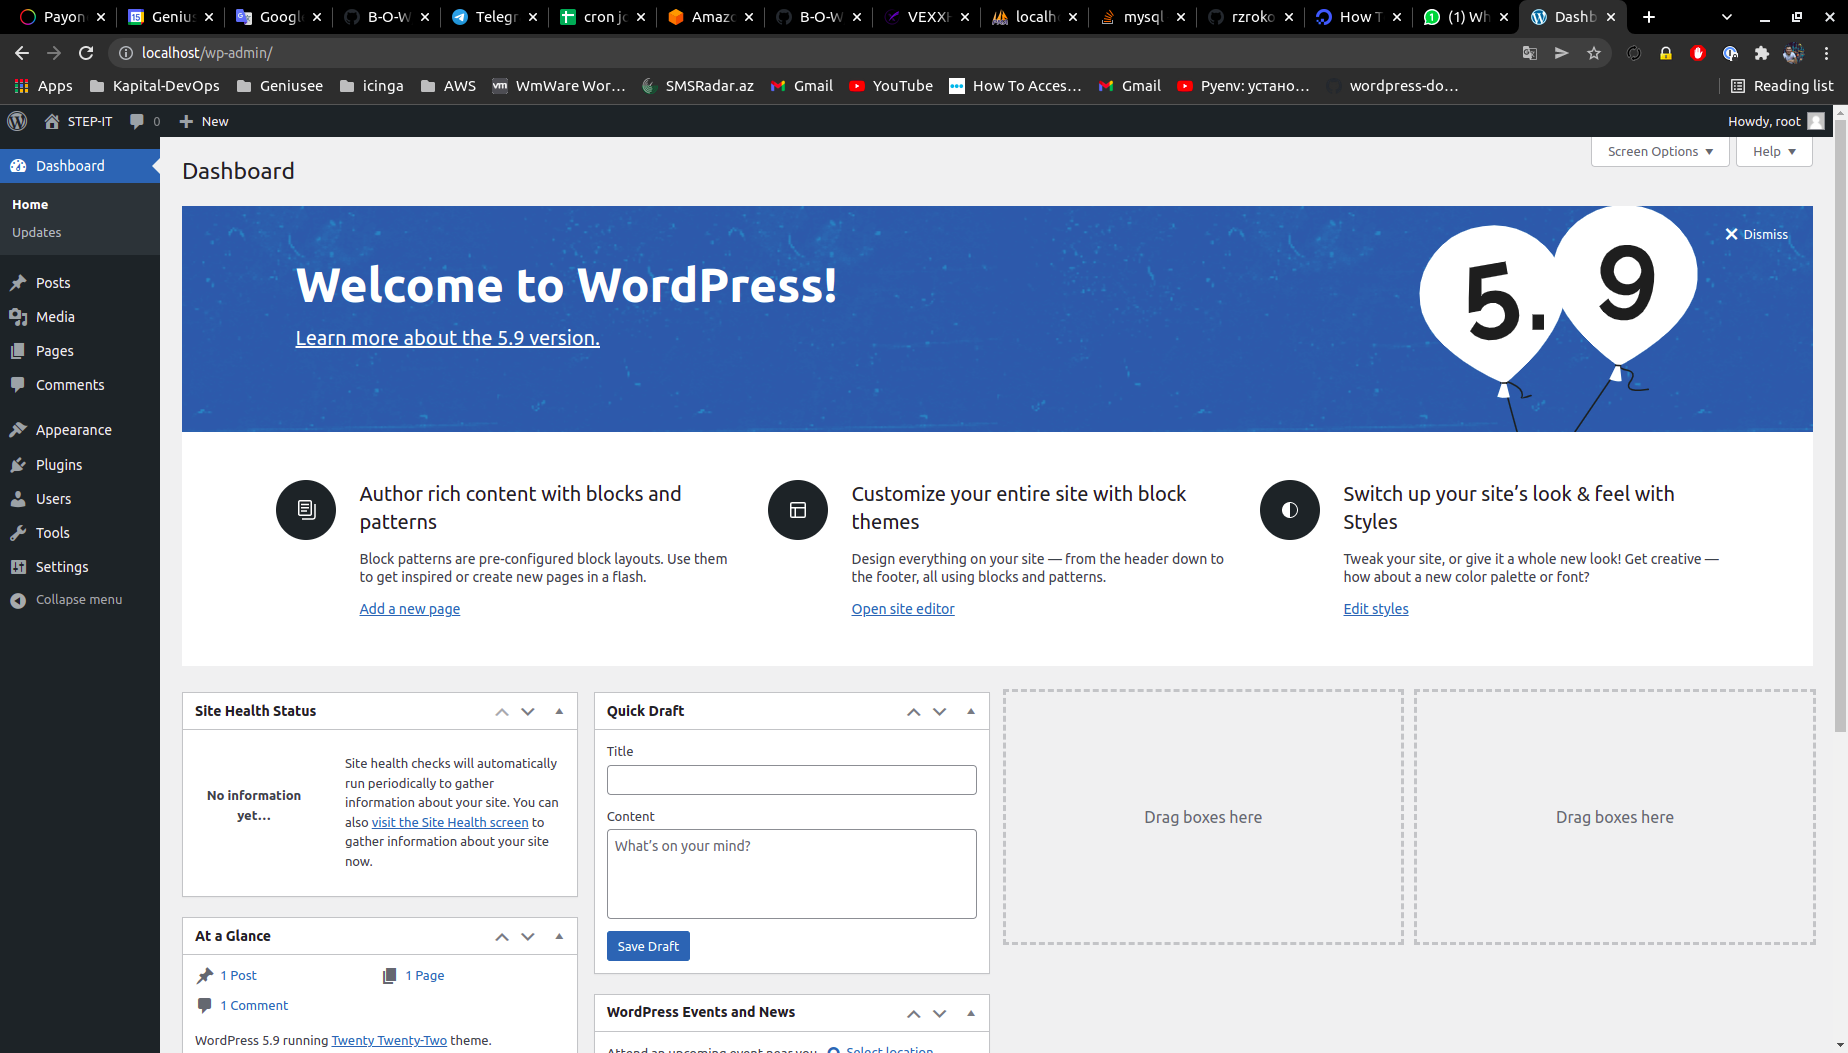 Payon
Genius
Googl
B-O-W
Telegr
cron jo
Amazo
B-O-W
VEXXH
localh
mysql
rzroko
How T
(1) Wh
Dashb
localhost/wp-admin/
Apps
Kapital-DevOps
Geniusee
icinga
AWS
vm
WmWare Wor...
SMSRadar.az
Gmail
YouTube
How To Acces...
Gmail
Pyenv: устано...
wordpress-do...
Reading list
STEP-IT
0
New
Howdy, root
Dashboard
Home
Updates
Posts
Media
Pages
Comments
Appearance
Plugins
Users
Tools
Settings
Collapse menu
Screen Options
Help
Dashboard
Dismiss
Welcome to WordPress!
Learn more about the 5.9 version.
5.9
Author rich content with blocks and
patterns
Block patterns are pre-configured block layouts. Use them
to get inspired or create new pages in a flash.
Add a new page
Customize your entire site with block
themes
Design everything on your site — from the header down to
the footer, all using blocks and patterns.
Open site editor
Switch up your site’s look & feel with
Styles
Tweak your site, or give it a whole new look! Get creative —
how about a new color palette or font?
Edit styles
Site Health Status
No information
yet…
Site health checks will automatically
run periodically to gather
information about your site. You can
also visit the Site Health screen to
gather information about your site
now.
At a Glance
1 Post
1 Page
1 Comment
WordPress 5.9 running Twenty Twenty-Two theme.
Quick Draft
Title
Content
What’s on your mind?
Save Draft
WordPress Events and News
Attend an upcoming event near you.
Select location
Drag boxes here
Drag boxes here